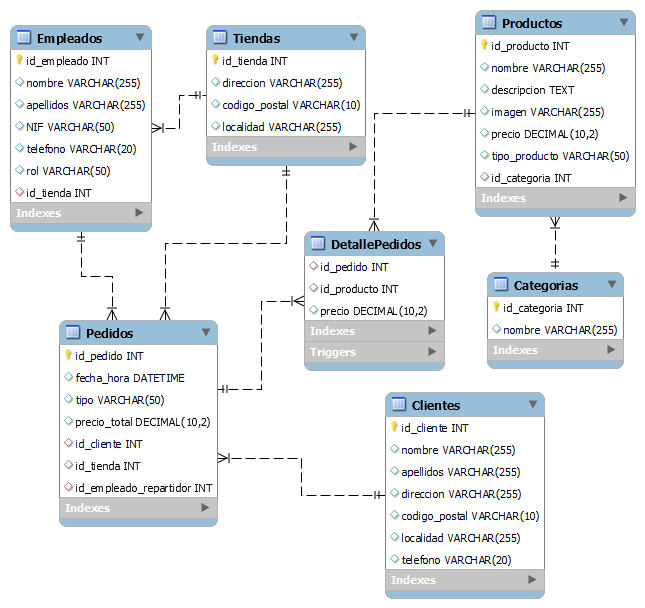 Empleados
id_empleado INT
nombre VARCHAR(255)
apellidos VARCHAR(255)
NIF VARCHAR(50)
telefono VARCHAR(20)
rol VARCHAR(50)
id_tienda INT
Indexes
Tiendas
id_tienda INT
direccion VARCHAR(255)
codigo_postal VARCHAR(10)
localidad VARCHAR(255)
Indexes
Productos
id_producto INT
nombre VARCHAR(255)
descripcion TEXT
imagen VARCHAR(255)
precio DECIMAL(10,2)
tipo_producto VARCHAR(50)
id_categoria INT
Indexes
DetallePedidos
id_pedido INT
id_producto INT
precio DECIMAL(10,2)
Indexes
Triggers
Categorias
id_categoria INT
nombre VARCHAR(255)
Indexes
Pedidos
id_pedido INT
fecha_hora DATETIME
tipo VARCHAR(50)
precio_total DECIMAL(10,2)
id_cliente INT
id_tienda INT
id_empleado_repartidor INT
Indexes
Clientes
id_cliente INT
nombre VARCHAR(255)
apellidos VARCHAR(255)
direccion VARCHAR(255)
codigo_postal VARCHAR(10)
localidad VARCHAR(255)
telefono VARCHAR(20)
Indexes